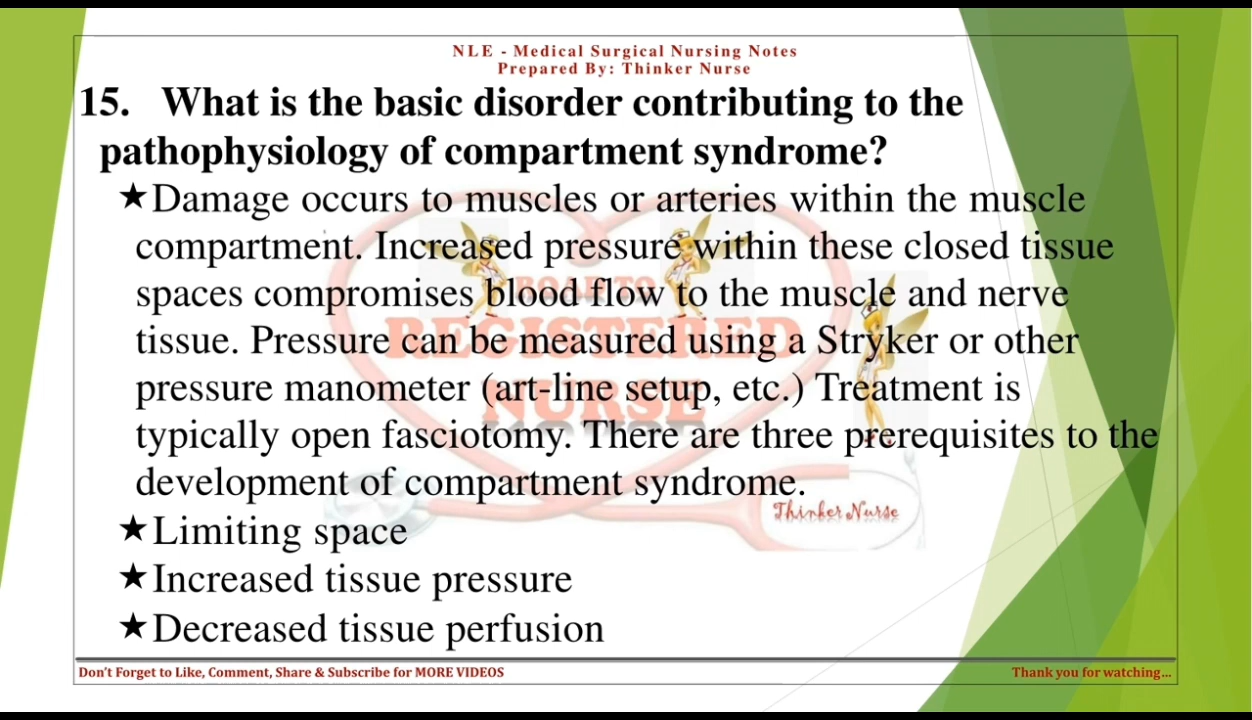 NLE - Medical Surgical Nursing Notes
Prepared By: Thinker Nurse
15. What is the basic disorder contributing to the
pathophysiology of compartment syndrome?
★Damage occurs to muscles or arteries within the muscle
compartment. Increased pressure within these closed tissue
spaces compromises blood flow to the muscle and nerve
tissue. Pressure can be measured using a Stryker or other
pressure manometer (art-line setup, etc.) Treatment is
typically open fasciotomy. There are three prerequisites to the
development of compartment syndrome.
★Limiting space
★Increased tissue pressure
★Decreased tissue perfusion
ROAD TO
REGISTERED
NURSE
Thinker Nurse
Don't Forget to Like, Comment, Share & Subscribe for MORE VIDEOS
Thank you for watching...